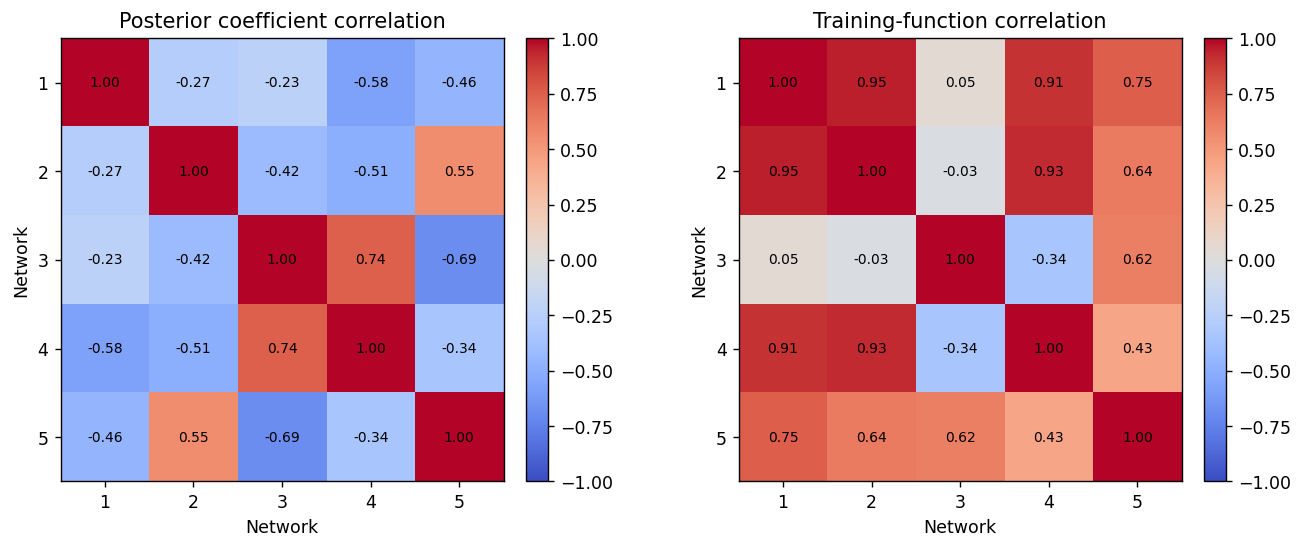 Posterior coefficient correlation
1 1.00 -0.27 -0.23 -0.58 -0.46
2 -0.27 1.00 -0.42 -0.51 0.55
3 -0.23 -0.42 1.00 0.74 -0.69
4 -0.58 -0.51 0.74 1.00 -0.34
5 -0.46 0.55 -0.69 -0.34 1.00
1 2 3 4 5
Network
Network
1.00
0.75
0.50
0.25
0.00
−0.25
−0.50
−0.75
−1.00
Training-function correlation
1 1.00 0.95 0.05 0.91 0.75
2 0.95 1.00 -0.03 0.93 0.64
3 0.05 -0.03 1.00 -0.34 0.62
4 0.91 0.93 -0.34 1.00 0.43
5 0.75 0.64 0.62 0.43 1.00
1 2 3 4 5
Network
Network
1.00
0.75
0.50
0.25
0.00
−0.25
−0.50
−0.75
−1.00